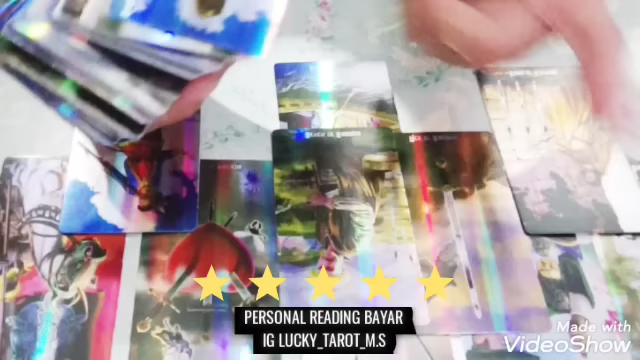 PERSONAL READING BAYAR
IG LUCKY_TAROT_M.S
Made with
VideoShow